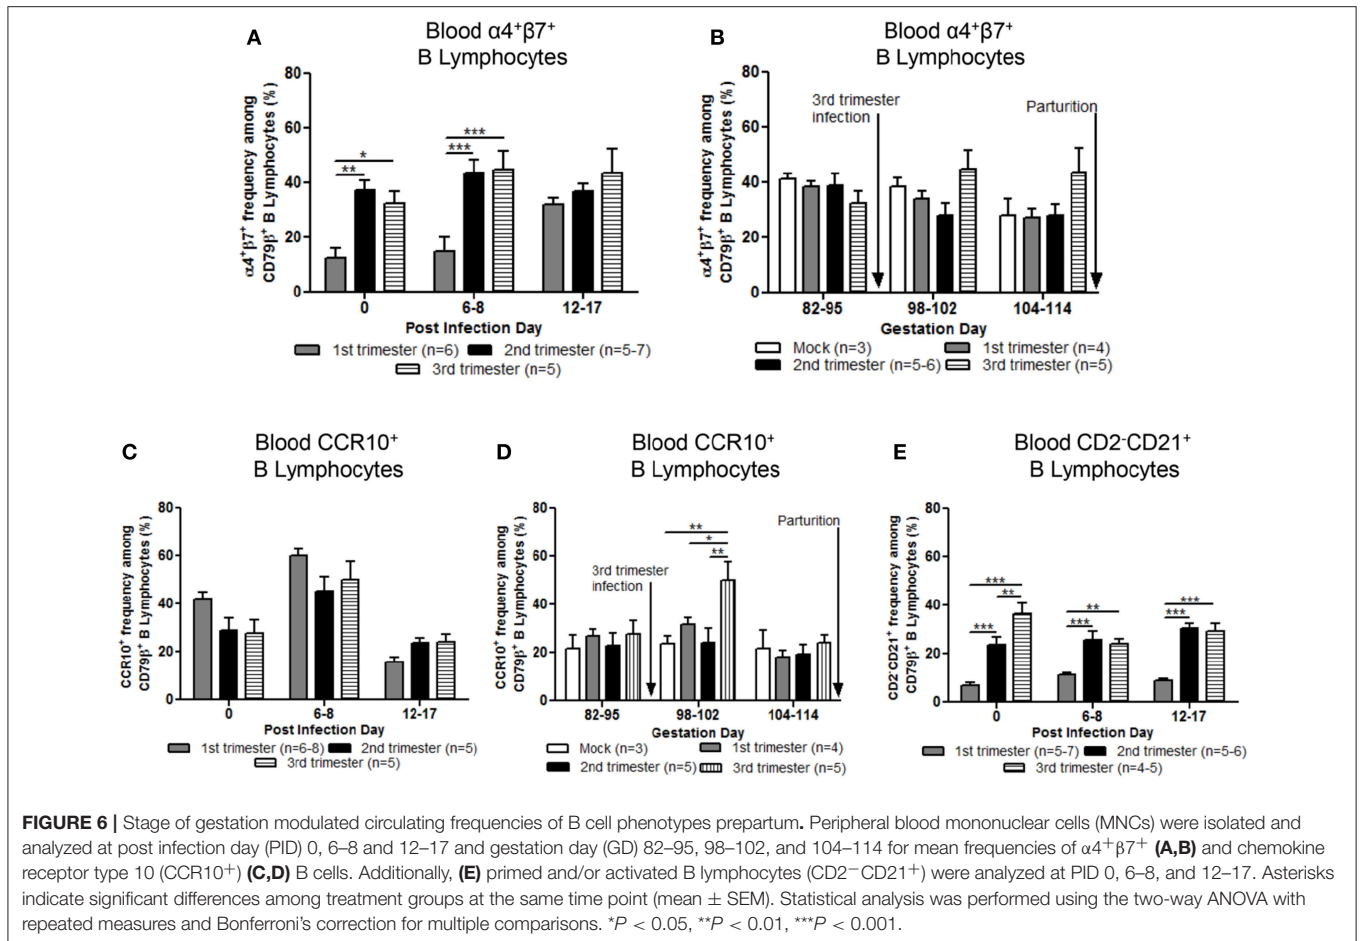 A
Blood α4⁺β7⁺
B Lymphocytes
α4⁺β7⁺ frequency among
CD79β⁺ B Lymphocytes (%)
80
60
40
20
0
*
**
***
***
0
6-8
12-17
Post Infection Day
1st trimester (n=6)
2nd trimester (n=5-7)
3rd trimester (n=5)
B
Blood α4⁺β7⁺
B Lymphocytes
α4⁺β7⁺ frequency among
CD79β⁺ B Lymphocytes (%)
80
60
40
20
0
3rd trimester
infection
Parturition
82-95
98-102
104-114
Gestation Day
Mock (n=3)
1st trimester (n=4)
2nd trimester (n=5-6)
3rd trimester (n=5)
C
Blood CCR10⁺
B Lymphocytes
CCR10⁺ frequency among
CD79β⁺ B Lymphocytes (%)
80
60
40
20
0
0
6-8
12-17
Post Infection Day
1st trimester (n=6-8)
2nd trimester (n=5)
3rd trimester (n=5)
D
Blood CCR10⁺
B Lymphocytes
CCR10⁺ frequency among
CD79β⁺ B Lymphocytes (%)
80
60
40
20
0
3rd trimester
infection
**
*
**
Parturition
82-95
98-102
104-114
Gestation Day
Mock (n=3)
1st trimester (n=4)
2nd trimester (n=5)
3rd trimester (n=5)
E
Blood CD2⁻CD21⁺
B Lymphocytes
CD2⁻CD21⁺ frequency among
CD79β⁺ B Lymphocytes (%)
80
60
40
20
0
***
**
***
**
***
***
***
0
6-8
12-17
Post Infection Day
1st trimester (n=5-7)
2nd trimester (n=5-6)
3rd trimester (n=4-5)
FIGURE 6 | Stage of gestation modulated circulating frequencies of B cell phenotypes prepartum. Peripheral blood mononuclear cells (MNCs) were isolated and
analyzed at post infection day (PID) 0, 6–8 and 12–17 and gestation day (GD) 82–95, 98–102, and 104–114 for mean frequencies of α4⁺β7⁺ (A,B) and chemokine
receptor type 10 (CCR10⁺) (C,D) B cells. Additionally, (E) primed and/or activated B lymphocytes (CD2⁻CD21⁺) were analyzed at PID 0, 6–8, and 12–17. Asterisks
indicate significant differences among treatment groups at the same time point (mean ± SEM). Statistical analysis was performed using the two-way ANOVA with
repeated measures and Bonferroni's correction for multiple comparisons. *P < 0.05, **P < 0.01, ***P < 0.001.